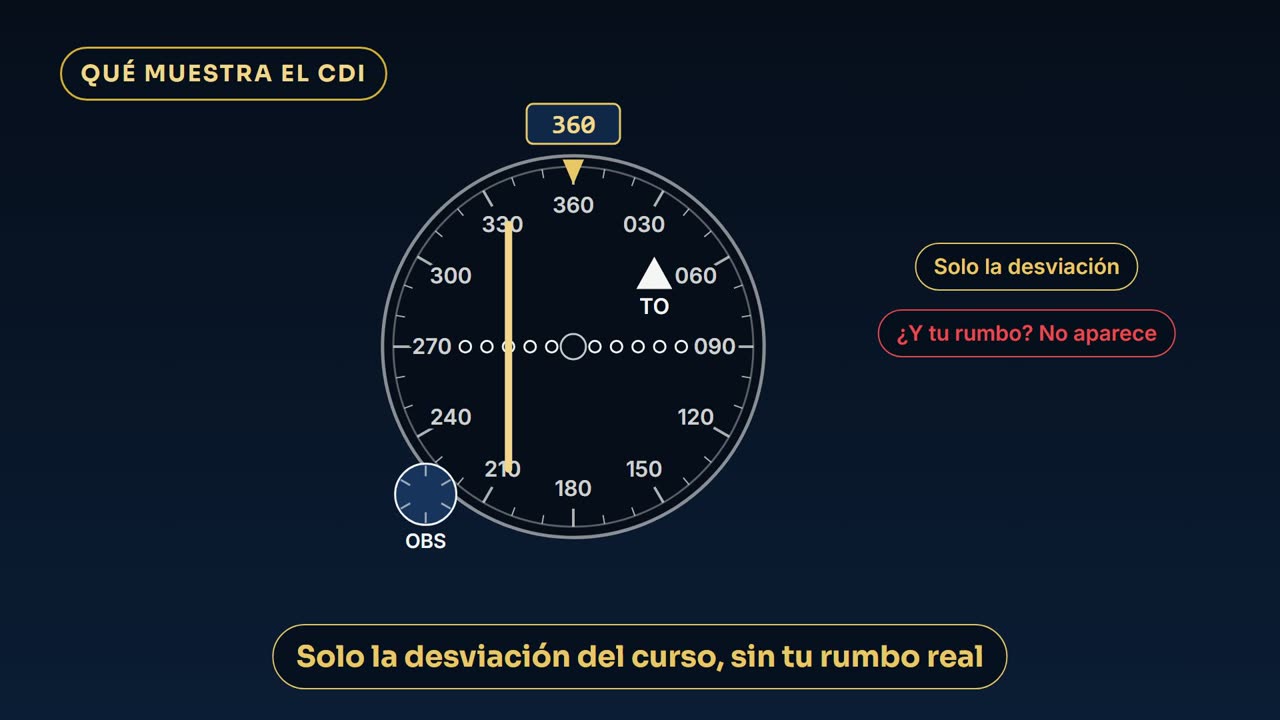 QUÉ MUESTRA EL CDI
360
360
330
030
300
060
TO
270
090
240
120
210
150
180
OBS
Solo la desviación
¿Y tu rumbo? No aparece
Solo la desviación del curso, sin tu rumbo real